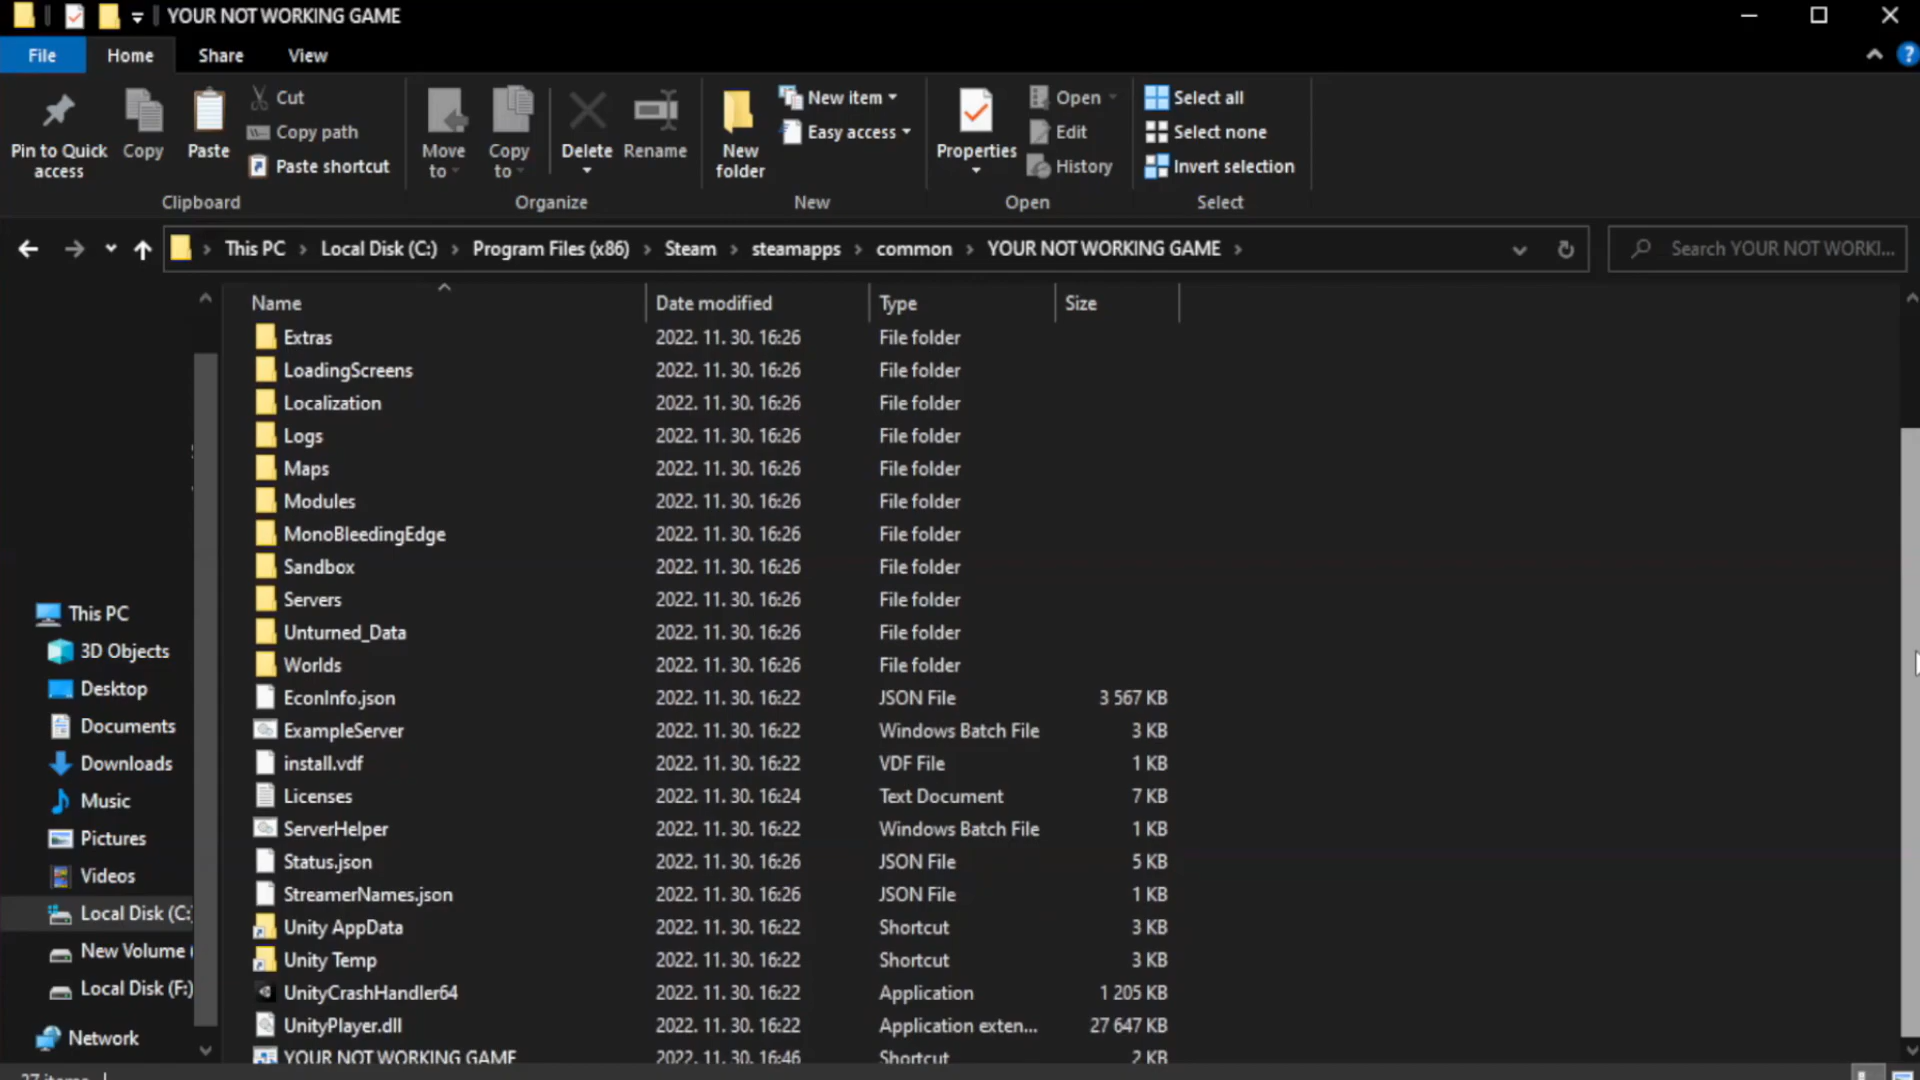 YOUR NOT WORKING GAME
File Home Share View
Pin to Quick access
Copy
Paste
Cut
Copy path
Paste shortcut
Clipboard
Move to
Copy to
Delete
Rename
Organize
New folder
New item
Easy access
New
Properties
Open
Edit
History
Open
Select all
Select none
Invert selection
Select
This PC > Local Disk (C:) > Program Files (x86) > Steam > steamapps > common > YOUR NOT WORKING GAME >
Search YOUR NOT WORKI...
This PC
3D Objects
Desktop
Documents
Downloads
Music
Pictures
Videos
Local Disk (C:
New Volume (
Local Disk (F:)
Network
Name Date modified Type Size
Extras 2022. 11. 30. 16:26 File folder
LoadingScreens 2022. 11. 30. 16:26 File folder
Localization 2022. 11. 30. 16:26 File folder
Logs 2022. 11. 30. 16:26 File folder
Maps 2022. 11. 30. 16:26 File folder
Modules 2022. 11. 30. 16:26 File folder
MonoBleedingEdge 2022. 11. 30. 16:26 File folder
Sandbox 2022. 11. 30. 16:26 File folder
Servers 2022. 11. 30. 16:26 File folder
Unturned_Data 2022. 11. 30. 16:26 File folder
Worlds 2022. 11. 30. 16:26 File folder
EconInfo.json 2022. 11. 30. 16:22 JSON File 3 567 KB
ExampleServer 2022. 11. 30. 16:22 Windows Batch File 3 KB
install.vdf 2022. 11. 30. 16:22 VDF File 1 KB
Licenses 2022. 11. 30. 16:24 Text Document 7 KB
ServerHelper 2022. 11. 30. 16:22 Windows Batch File 1 KB
Status.json 2022. 11. 30. 16:26 JSON File 5 KB
StreamerNames.json 2022. 11. 30. 16:26 JSON File 1 KB
Unity AppData 2022. 11. 30. 16:22 Shortcut 3 KB
Unity Temp 2022. 11. 30. 16:22 Shortcut 3 KB
UnityCrashHandler64 2022. 11. 30. 16:22 Application 1 205 KB
UnityPlayer.dll 2022. 11. 30. 16:22 Application exten... 27 647 KB
YOUR NOT WORKING GAME 2022. 11. 30. 16:46 Shortcut 2 KB